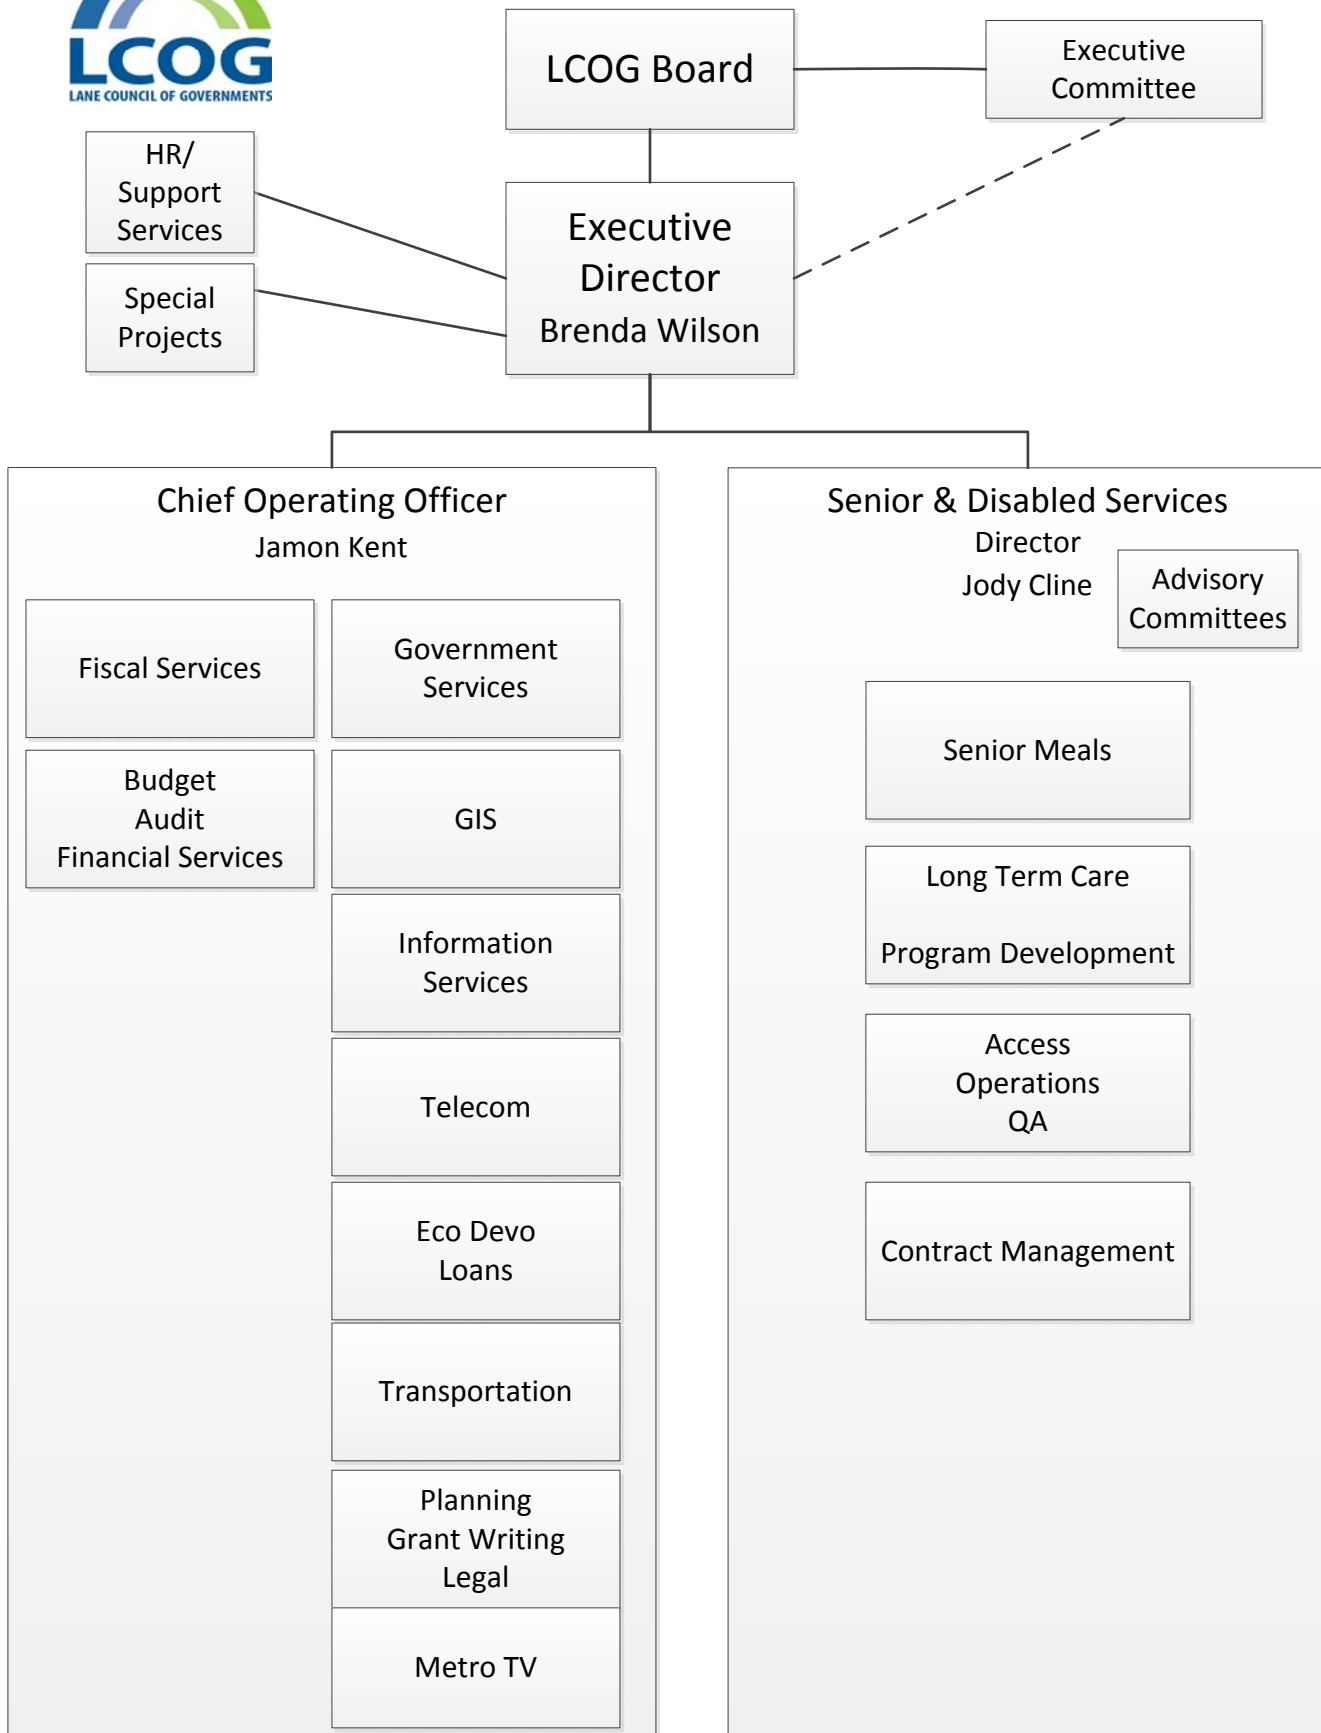 LCOG
LANE COUNCIL OF GOVERNMENTS
LCOG Board
Executive
Committee
HR/
Support
Services
Special
Projects
Executive
Director
Brenda Wilson
Chief Operating Officer
Jamon Kent
Fiscal Services
Budget
Audit
Financial Services
Government
Services
GIS
Information
Services
Telecom
Eco Devo
Loans
Transportation
Planning
Grant Writing
Legal
Metro TV
Senior & Disabled Services
Director
Jody Cline
Advisory
Committees
Senior Meals
Long Term Care
Program Development
Access
Operations
QA
Contract Management